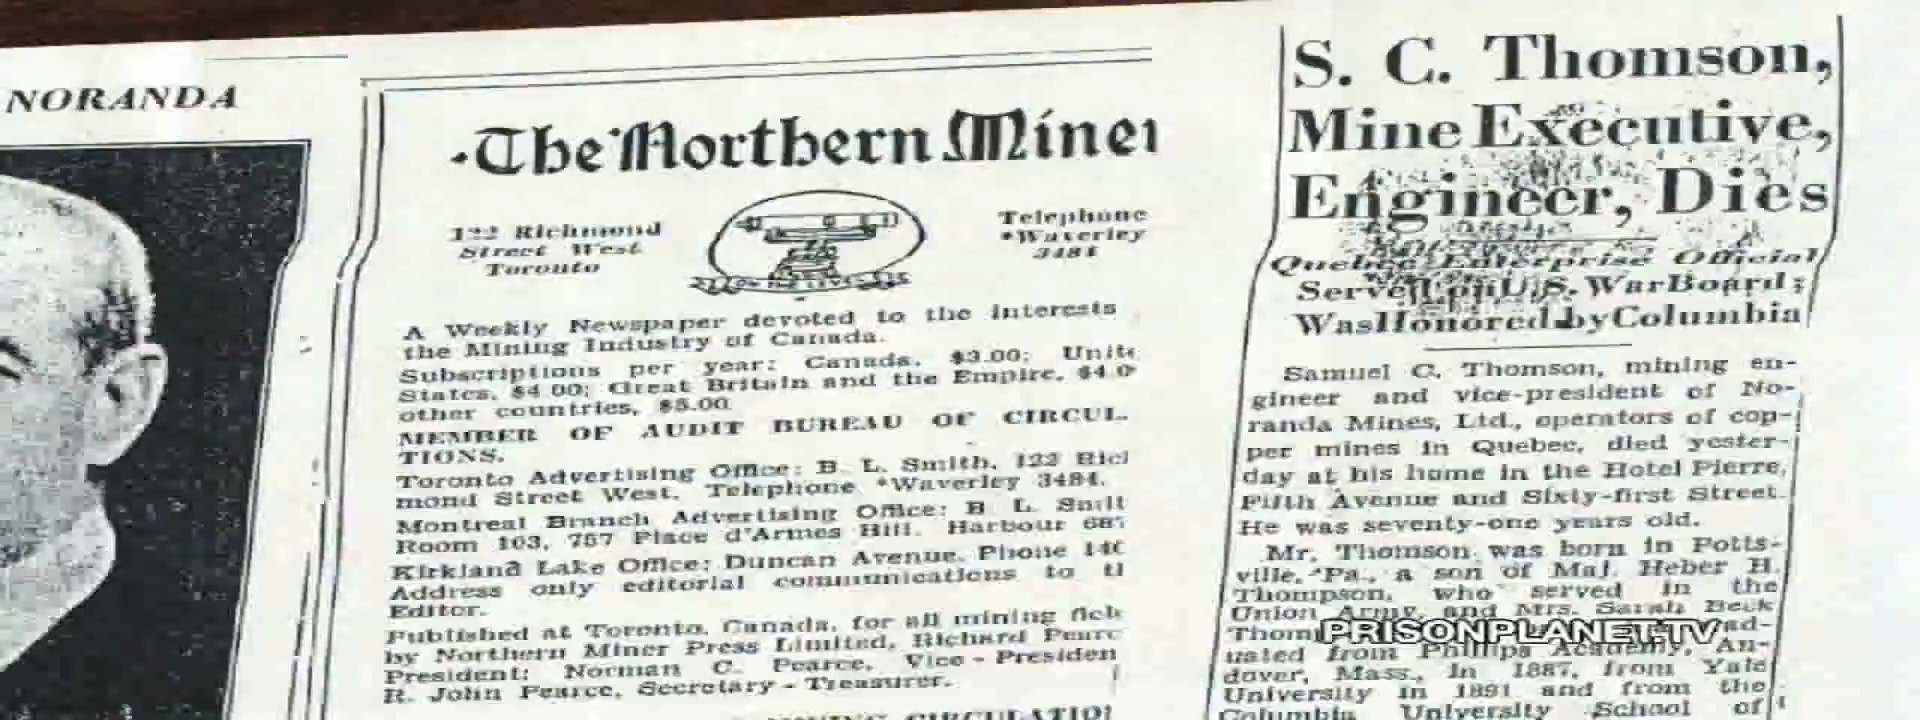 NORANDA
The Northern Miner
122 Richmond
Street West
Toronto
Telephone
Waverley
3484
ON THE LEVEL
A Weekly Newspaper devoted to the interests
the Mining Industry of Canada.
Subscriptions per year: Canada, $3.00; Unite
States, $4.00; Great Britain and the Empire, $4.0
other countries, $5.00
MEMBER OF AUDIT BUREAU OF CIRCUL
TIONS.
Toronto Advertising Office: B. L. Smith, 122 Ric
mond Street West. Telephone *Waverley 3484.
Montreal Branch Advertising Office: B. L. Smit
Room 103, 757 Place d'Armes Hill. Harbour
Kirkland Lake Office: Duncan Avenue, Phone
Address only editorial communications to
Editor.
Published at Toronto, Canada, for all mining
by Northern Miner Press Limited, Richard Pearc
President; Norman C. Pearce, Vice-Presiden
R. John Pearce, Secretary-Treasurer.
S. C. Thomson,
Mine Executive,
Engineer, Dies
Quebec Enterprise Official
Served on U.S. War Board;
Was Honored by Columbia
Samuel C. Thomson, mining en-
gineer and vice-president of No-
randa Mines, Ltd., operators of cop-
per mines in Quebec, died yester-
day at his home in the Hotel Pierre,
Fifth Avenue and Sixty-first Street.
He was seventy-one years old.
Mr. Thomson was born in Potts-
ville, Pa., a son of Maj. Heber H.
Thompson, who served in the
Union Army, and Mrs. Sarah Beck
Thom ad-
PRISONPLANET.TV
uated from Phillips Academy, An-
dover, Mass., in 1887, from Yale
University in 1891 and from the
Columbia University School of
CIRCULATION